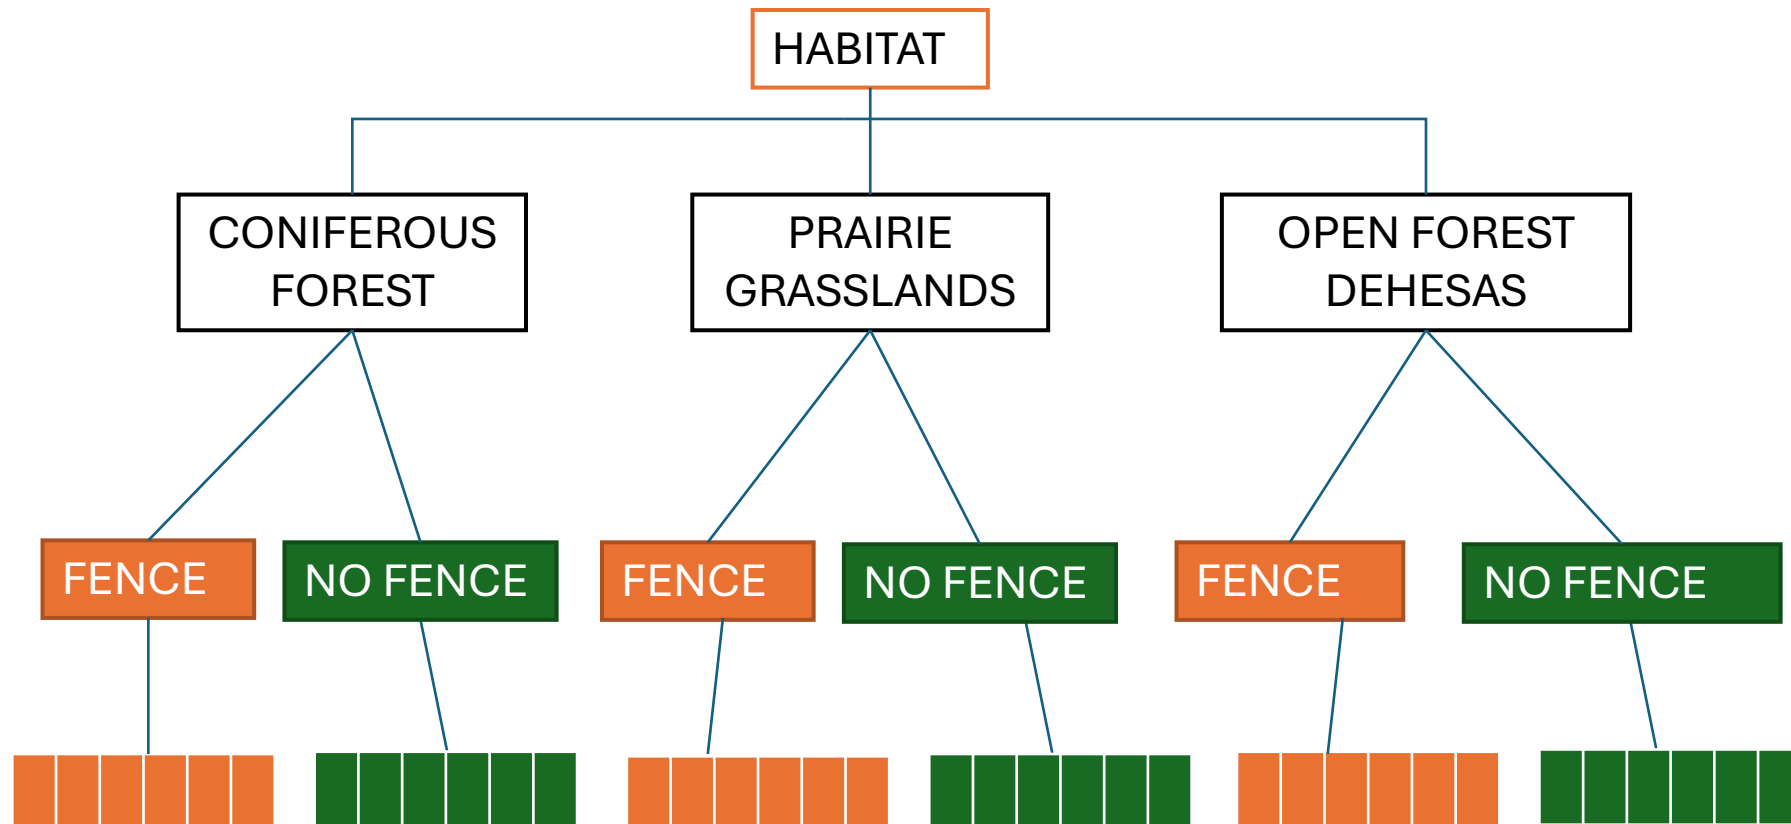 HABITAT
CONIFEROUS
FOREST
PRAIRIE
GRASSLANDS
OPEN FOREST
DEHESAS
FENCE
NO FENCE
FENCE
NO FENCE
FENCE
NO FENCE